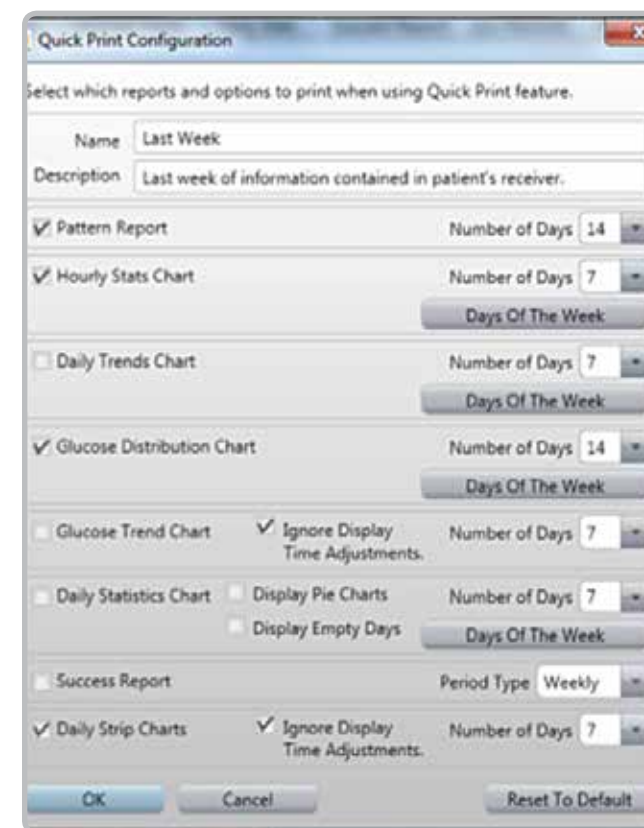 Quick Print Configuration
Select which reports and options to print when using Quick Print feature.
Name Last Week
Description Last week of information contained in patient's receiver.
Pattern Report Number of Days 14
Hourly Stats Chart Number of Days 7
Days Of The Week
Daily Trends Chart Number of Days 7
Days Of The Week
Glucose Distribution Chart Number of Days 14
Days Of The Week
Glucose Trend Chart Ignore Display Number of Days 7
Time Adjustments.
Daily Statistics Chart Display Pie Charts Number of Days 7
Display Empty Days Days Of The Week
Success Report Period Type Weekly
Daily Strip Charts Ignore Display Number of Days 7
Time Adjustments.
OK Cancel Reset To Default